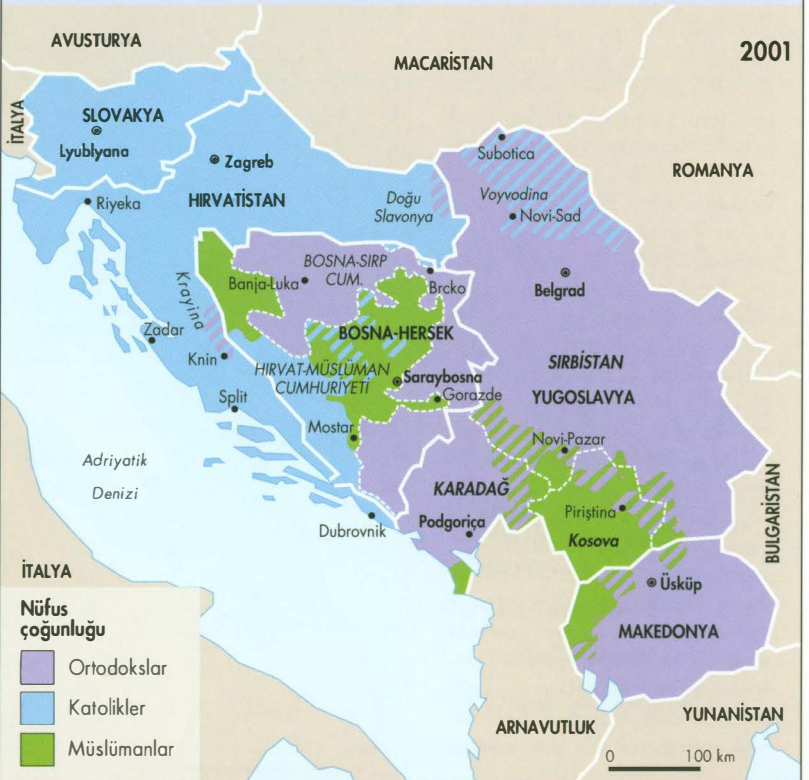 AVUSTURYA
MACARİSTAN
2001
İTALYA
SLOVAKYA
Lyublyana
Zagreb
Subotica
ROMANYA
Riyeka
HIRVATİSTAN
Doğu
Slavonya
Voyvodina
Novi-Sad
Krayina
Banja-Luka
BOSNA-SIRP
CUM.
Brcko
Belgrad
Zadar
BOSNA-HERSEK
Knin
HIRVAT-MÜSLÜMAN
CUMHURİYETİ
Saraybosna
SIRBİSTAN
Split
Gorazde
YUGOSLAVYA
Mostar
Novi-Pazar
Adriyatik
Denizi
KARADAĞ
Piriştina
BULGARİSTAN
Dubrovnik
Podgoriça
Kosova
İTALYA
Üsküp
MAKEDONYA
Nüfus
çoğunluğu
Ortodokslar
Katolikler
Müslümanlar
ARNAVUTLUK
YUNANİSTAN
0 100 km